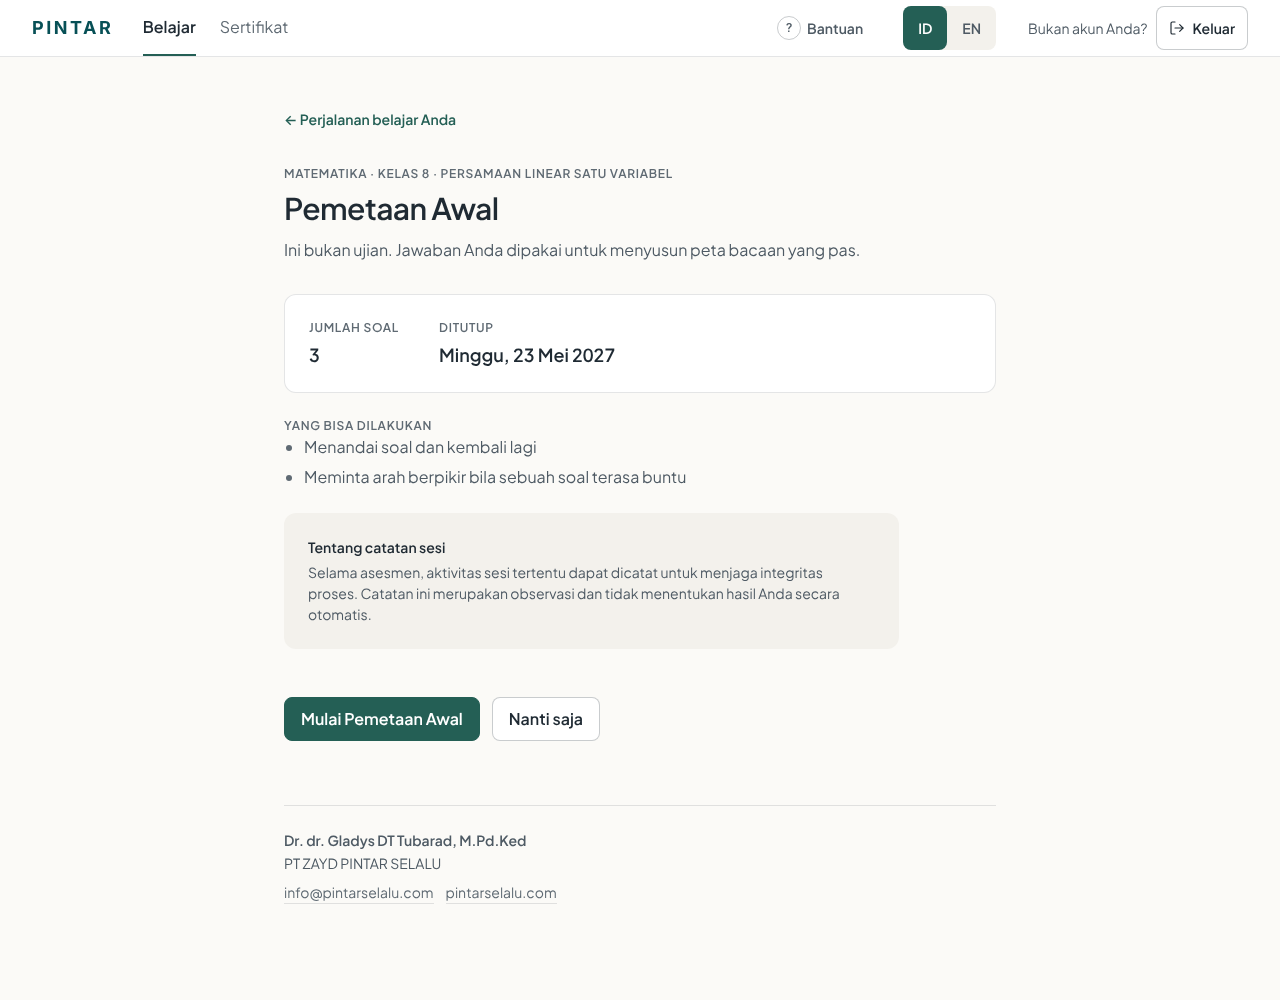 PINTAR
Belajar
Sertifikat
? Bantuan
ID
EN
Bukan akun Anda?
Keluar
← Perjalanan belajar Anda
MATEMATIKA · KELAS 8 · PERSAMAAN LINEAR SATU VARIABEL
Pemetaan Awal
Ini bukan ujian. Jawaban Anda dipakai untuk menyusun peta bacaan yang pas.
JUMLAH SOAL
3
DITUTUP
Minggu, 23 Mei 2027
YANG BISA DILAKUKAN
• Menandai soal dan kembali lagi
• Meminta arah berpikir bila sebuah soal terasa buntu
Tentang catatan sesi
Selama asesmen, aktivitas sesi tertentu dapat dicatat untuk menjaga integritas
proses. Catatan ini merupakan observasi dan tidak menentukan hasil Anda secara
otomatis.
Mulai Pemetaan Awal
Nanti saja
Dr. dr. Gladys DT Tubarad, M.Pd.Ked
PT ZAYD PINTAR SELALU
info@pintarselalu.com pintarselalu.com